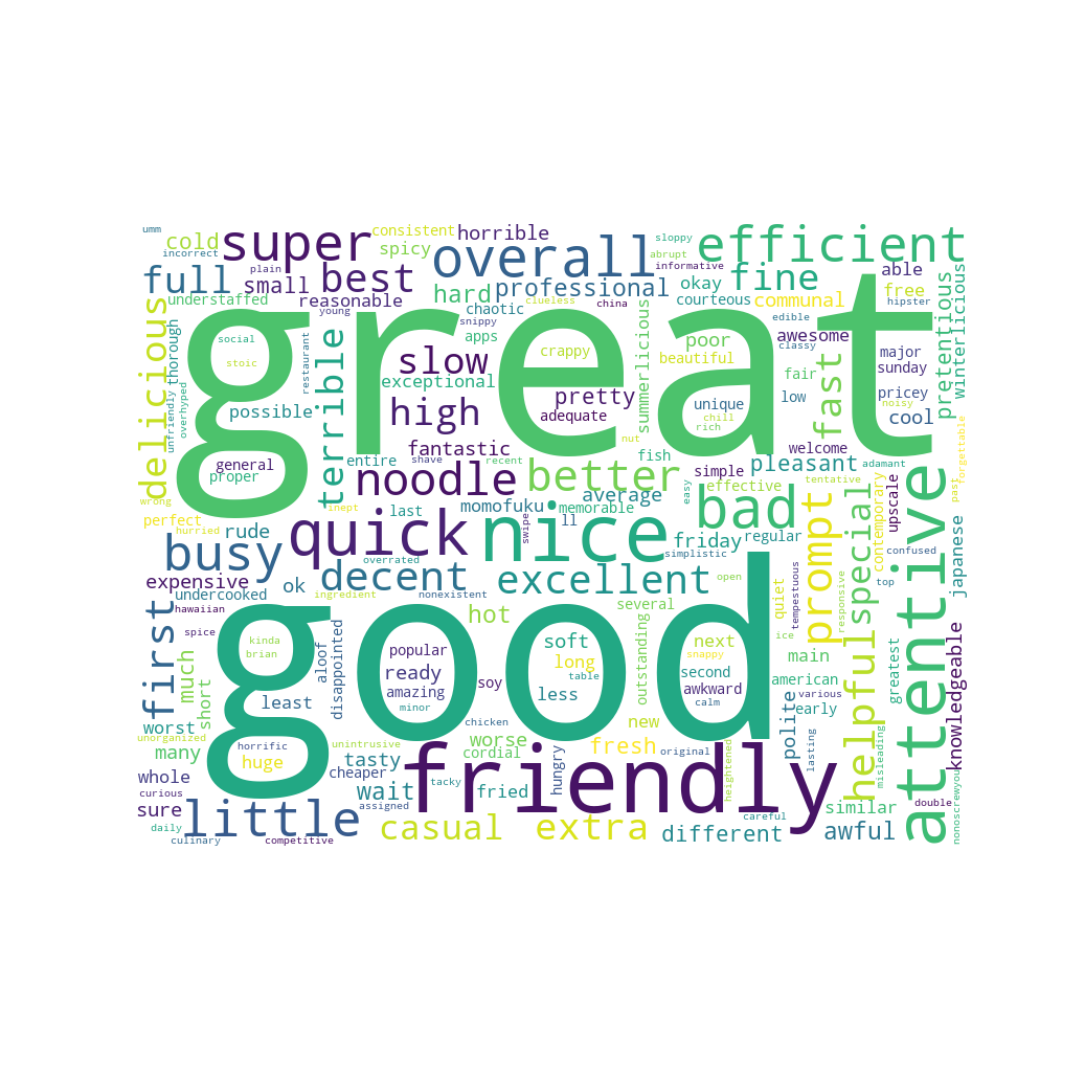 umm
consistent
horrible
sloppy
efficient
cold
super
spicy
overall
abrupt
incorrect
plain
best
informative
fine
able
full
small
professional
okay
free
understaffed
reasonable
hard
clueless
china
courteous
communal
hipster
young
chaotic
snippy
edible
great
delicious
thorough
social
restaurant
terrible
slow
apps
crappy
summerlicious
poor
beautiful
awesome
classy
major
sunday
pretentious
winterlicious
stoic
exceptional
fair
fast
unfriendly
overhyped
possible
high
pretty
adequate
unique
low
pricey
noisy
chill
rich
cool
fantastic
nut
welcome
general
proper
entire
shave
recent
noodle
better
fish
simple
pleasant
adamant
forgettable
wrong
inept
last
momofuku
average
memorable
easy
effective
tentative
past
perfect
hurried
rude
quick
ll
swipe
nice
bad
friday
regular
prompt
special
contemporary
upscale
attentive
japanese
busy
overrated
simplistic
confused
expensive
undercooked
ok
decent
excellent
open
quiet
tempestuous
responsive
top
hawaiian
ingredient
nonexistent
hot
several
ice
first
spice
good
kinda
brian
aloof
disappointed
popular
soft
next
snappy
outstanding
helpful
greatest
knowledgeable
much
short
ready
soy
long
table
second
main
least
amazing
less
awkward
american
various
worst
minor
chicken
calm
new
polite
early
unorganized
horrific
unintrusive
worse
fresh
original
lasting
misleading
many
huge
tasty
cordial
hungry
heightened
whole
cheaper
tacky
fried
friendly
curious
wait
double
sure
little
assigned
careful
similar
nonoscrewyou
daily
casual
extra
different
awful
culinary
competitive